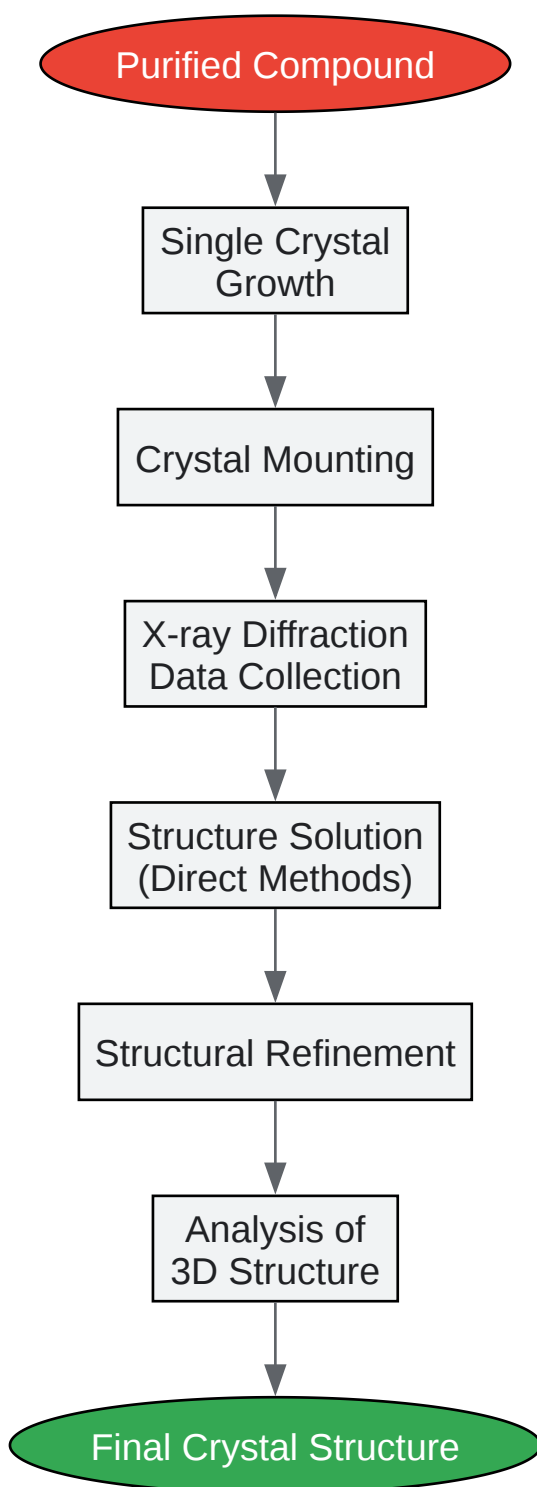 Purified Compound
Single Crystal
Growth
Crystal Mounting
X-ray Diffraction
Data Collection
Structure Solution
(Direct Methods)
Structural Refinement
Analysis of
3D Structure
Final Crystal Structure